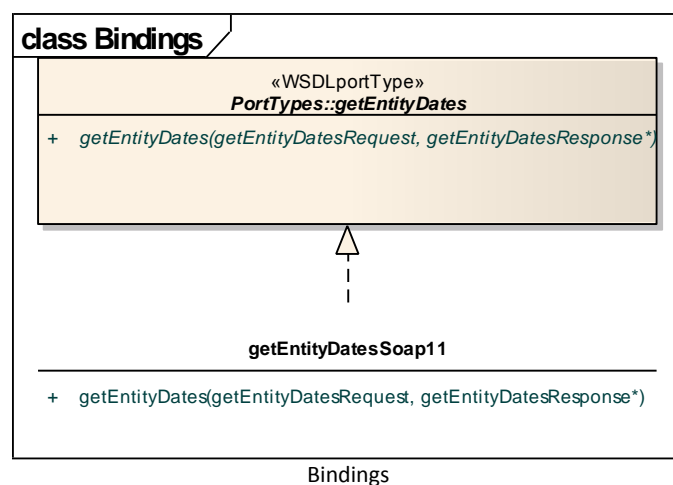 class Bindings
«WSDLportType»
PortTypes::getEntityDates
+ getEntityDates(getEntityDatesRequest, getEntityDatesResponse*)
getEntityDatesSoap11
+ getEntityDates(getEntityDatesRequest, getEntityDatesResponse*)
Bindings